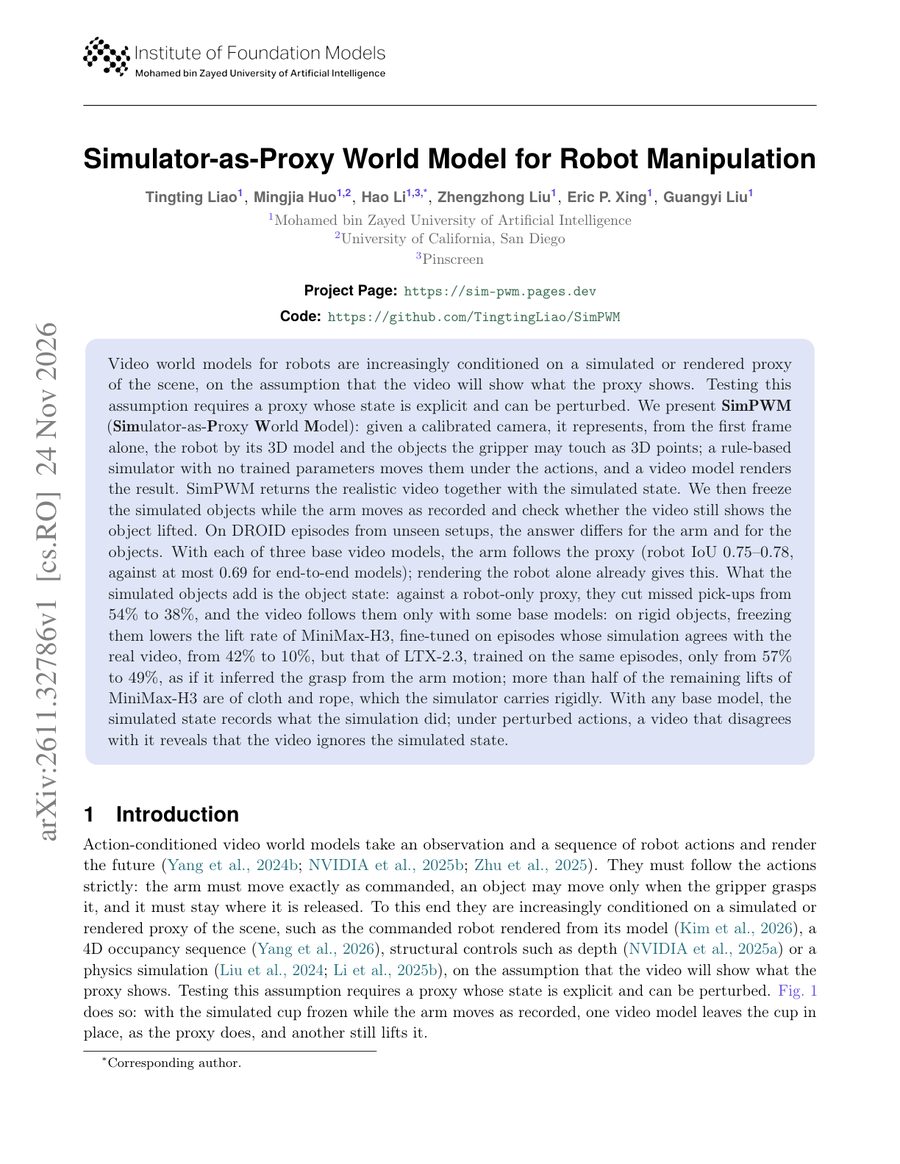 Institute of Foundation Models
Mohamed bin Zayed University of Artificial Intelligence
Simulator-as-Proxy World Model for Robot Manipulation
Tingting Liao1, Mingjia Huo1,2, Hao Li1,3,*, Zhengzhong Liu1, Eric P. Xing1, Guangyi Liu1
1Mohamed bin Zayed University of Artificial Intelligence
2University of California, San Diego
3Pinscreen
Project Page: https://sim-pwm.pages.dev
Code: https://github.com/TingtingLiao/SimPWM
arXiv:2611.32786v1 [cs.RO] 24 Nov 2026
Video world models for robots are increasingly conditioned on a simulated or rendered proxy
of the scene, on the assumption that the video will show what the proxy shows. Testing this
assumption requires a proxy whose state is explicit and can be perturbed. We present SimPWM
(Simulator-as-Proxy World Model): given a calibrated camera, it represents, from the first frame
alone, the robot by its 3D model and the objects the gripper may touch as 3D points; a rule-based
simulator with no trained parameters moves them under the actions, and a video model renders
the result. SimPWM returns the realistic video together with the simulated state. We then freeze
the simulated objects while the arm moves as recorded and check whether the video still shows the
object lifted. On DROID episodes from unseen setups, the answer differs for the arm and for the
objects. With each of three base video models, the arm follows the proxy (robot IoU 0.75–0.78,
against at most 0.69 for end-to-end models); rendering the robot alone already gives this. What the
simulated objects add is the object state: against a robot-only proxy, they cut missed pick-ups from
54% to 38%, and the video follows them only with some base models: on rigid objects, freezing
them lowers the lift rate of MiniMax-H3, fine-tuned on episodes whose simulation agrees with the
real video, from 42% to 10%, but that of LTX-2.3, trained on the same episodes, only from 57%
to 49%, as if it inferred the grasp from the arm motion; more than half of the remaining lifts of
MiniMax-H3 are of cloth and rope, which the simulator carries rigidly. With any base model, the
simulated state records what the simulation did; under perturbed actions, a video that disagrees
with it reveals that the video ignores the simulated state.
1 Introduction
Action-conditioned video world models take an observation and a sequence of robot actions and render
the future (Yang et al., 2024b; NVIDIA et al., 2025b; Zhu et al., 2025). They must follow the actions
strictly: the arm must move exactly as commanded, an object may move only when the gripper grasps
it, and it must stay where it is released. To this end they are increasingly conditioned on a simulated or
rendered proxy of the scene, such as the commanded robot rendered from its model (Kim et al., 2026), a
4D occupancy sequence (Yang et al., 2026), structural controls such as depth (NVIDIA et al., 2025a) or a
physics simulation (Liu et al., 2024; Li et al., 2025b), on the assumption that the video will show what the
proxy shows. Testing this assumption requires a proxy whose state is explicit and can be perturbed. Fig. 1
does so: with the simulated cup frozen while the arm moves as recorded, one video model leaves the cup in
place, as the proxy does, and another still lifts it.
*Corresponding author.